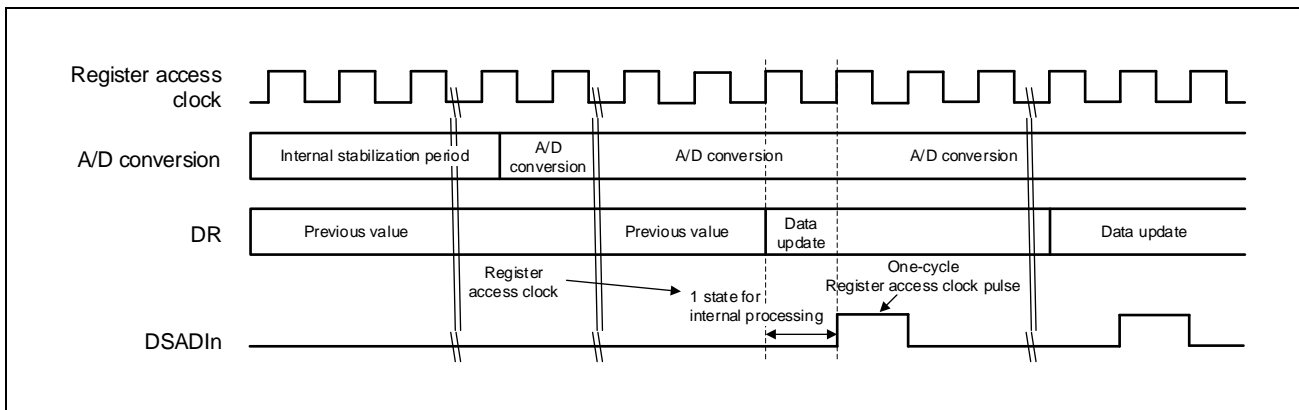 Register access
clock
A/D conversion
Internal stabilization period
A/D
conversion
A/D conversion
A/D conversion
DR
Previous value
Previous value
Data
update
Data update
Register
access clock
1 state for
internal processing
One-cycle
Register access clock pulse
DSADIn